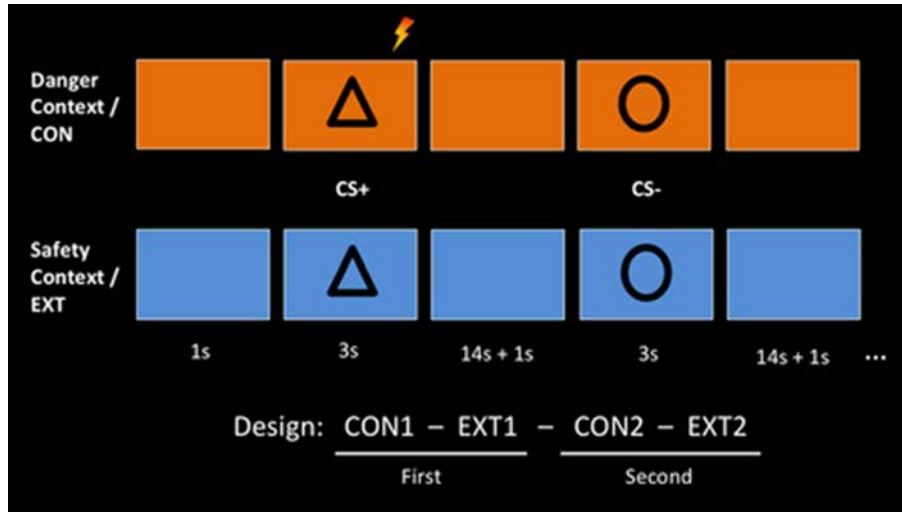 Danger
Context /
CON
CS+ CS-
Safety
Context /
EXT
1s 3s 14s + 1s 3s 14s + 1s ...
Design: CON1 – EXT1 – CON2 – EXT2
First Second